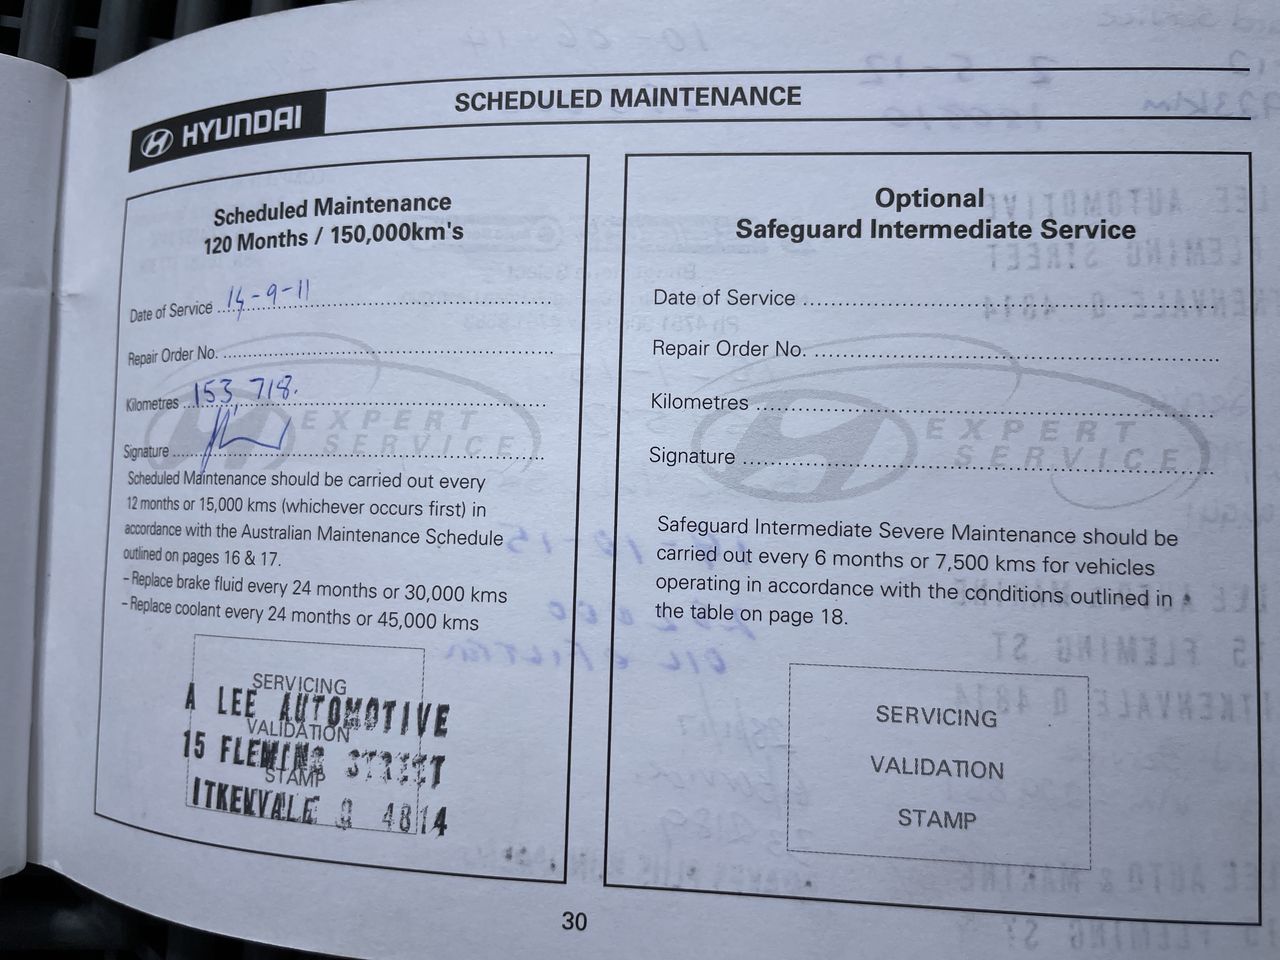 HYUNDAI
SCHEDULED MAINTENANCE
Scheduled Maintenance
120 Months / 150,000km's
Date of Service 14-9-11
Repair Order No.
Kilometres 153 718.
EXPERT
SERVICE
Signature
Scheduled Maintenance should be carried out every
12 months or 15,000 kms (whichever occurs first) in
accordance with the Australian Maintenance Schedule
outlined on pages 16 & 17.
– Replace brake fluid every 24 months or 30,000 kms
– Replace coolant every 24 months or 45,000 kms
SERVICING
A LEE AUTOMOTIVE
VALIDATION
15 FLEMING STREET
STAMP
ITKENVALE Q 4814
Optional
Safeguard Intermediate Service
Date of Service
Repair Order No.
Kilometres
EXPERT
SERVICE
Signature
Safeguard Intermediate Severe Maintenance should be
carried out every 6 months or 7,500 kms for vehicles
operating in accordance with the conditions outlined in
the table on page 18.
SERVICING
VALIDATION
STAMP
30